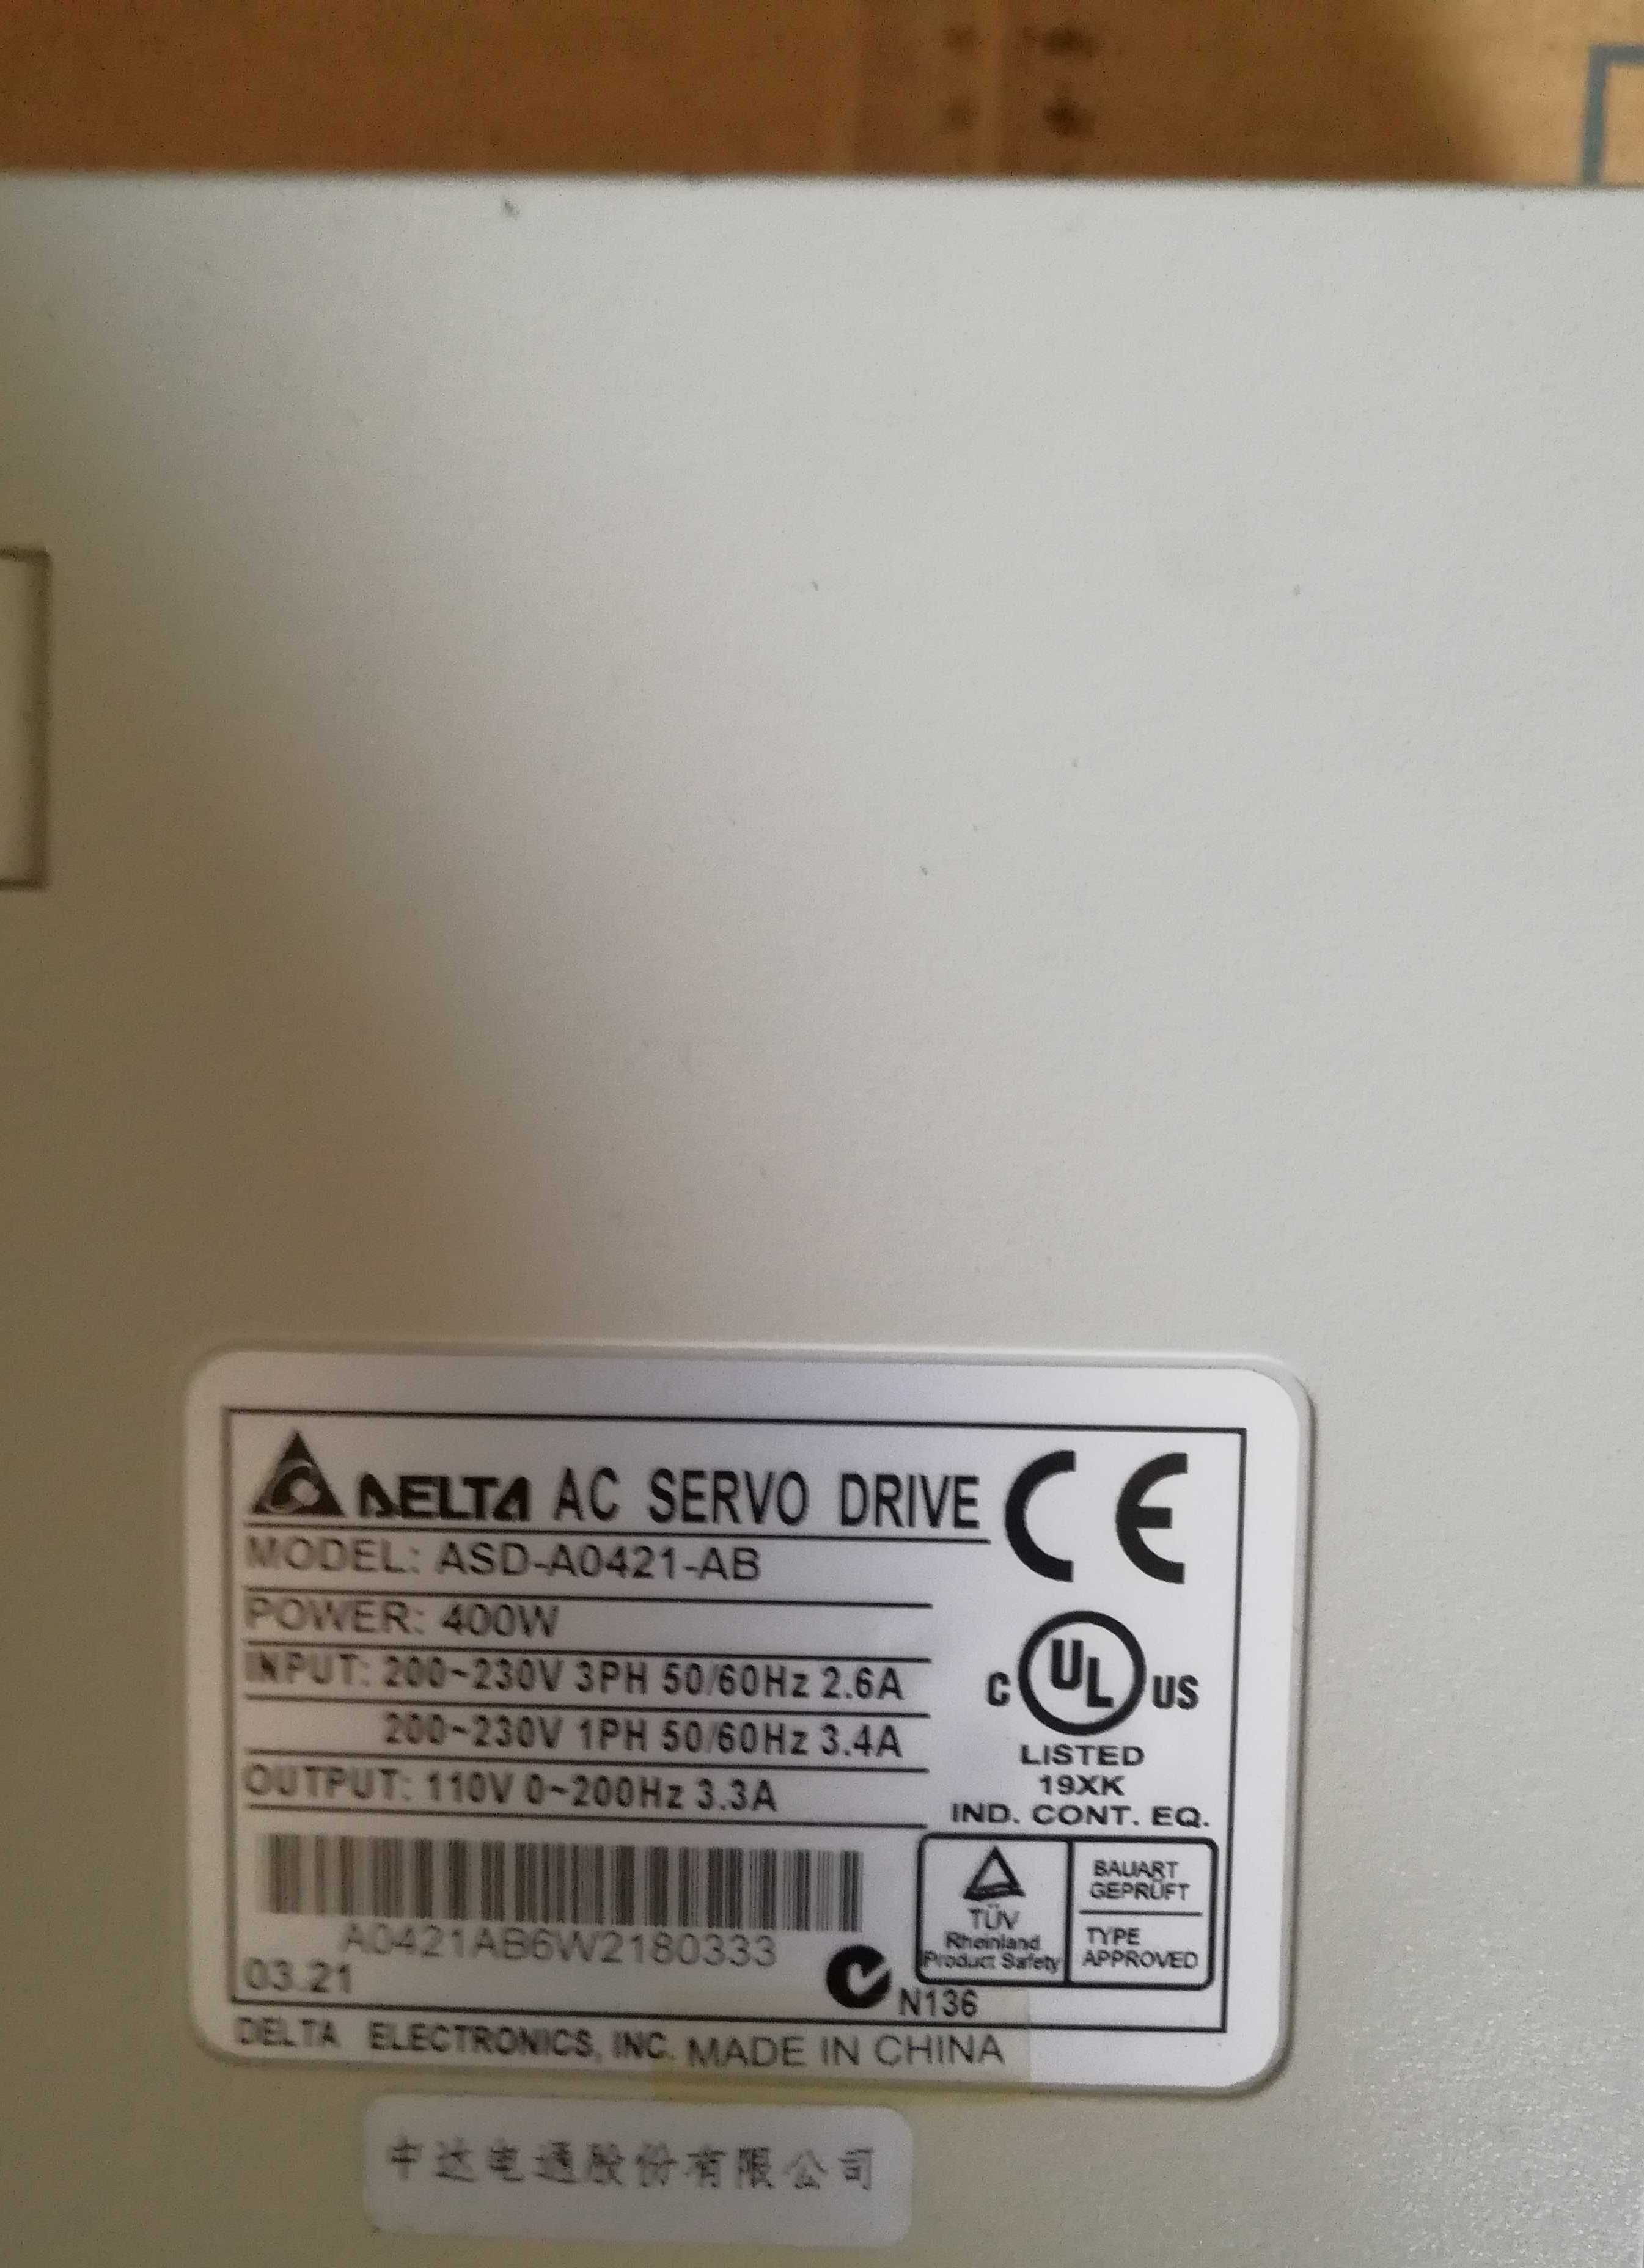 DELTA AC SERVO DRIVE CE
MODEL: ASD-A0421-AB
POWER: 400W
INPUT: 200~230V 3PH 50/60Hz 2.6A
200~230V 1PH 50/60Hz 3.4A
OUTPUT: 110V 0~200Hz 3.3A
C UL US
LISTED
19XK
IND. CONT. EQ.
A0421AB6W2180333
03.21
N136
TÜV
Rheinland
Product Safety
BAUART
GEPRÜFT
TYPE
APPROVED
DELTA ELECTRONICS, INC. MADE IN CHINA
中达电通股份有限公司